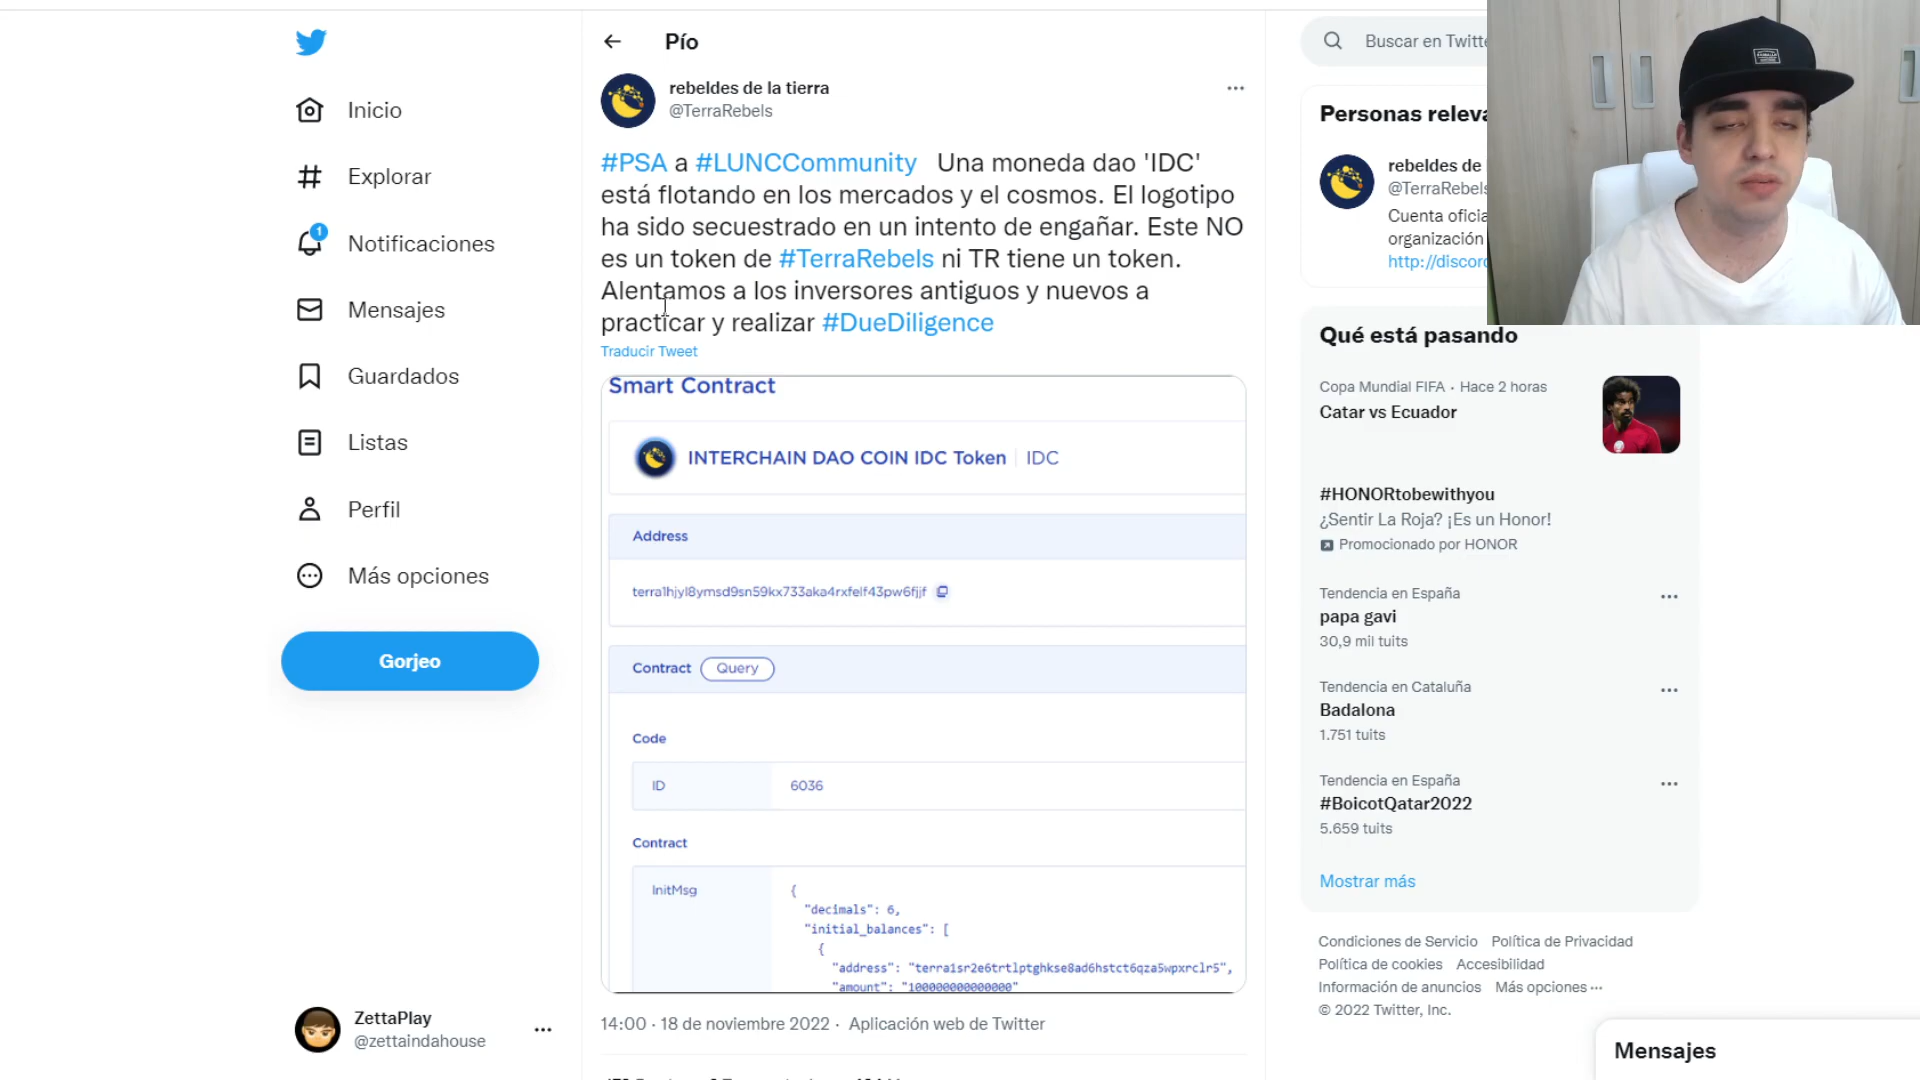 Pío
rebeldes de la tierra
@TerraRebels
#PSA a #LUNCCommunity Una moneda dao 'IDC'
está flotando en los mercados y el cosmos. El logotipo
ha sido secuestrado en un intento de engañar. Este NO
es un token de #TerraRebels ni TR tiene un token.
Alentamos a los inversores antiguos y nuevos a
practicar y realizar #DueDiligence
Traducir Tweet
Smart Contract
INTERCHAIN DAO COIN IDC Token IDC
Address
terra1hjyl8ymsd9sn59kx733aka4rxfelf43pw6fjjf
Contract Query
Code
ID 6036
Contract
InitMsg {
"decimals": 6,
"initial_balances": [
{
"address": "terra1sr2e6trtlptghkse8ad6hstct6qza5wpxrclr5",
"amount": "100000000000000"
14:00 · 18 de noviembre 2022 · Aplicación web de Twitter
Inicio
Explorar
1
Notificaciones
Mensajes
Guardados
Listas
Perfil
Más opciones
Gorjeo
ZettaPlay
@zettaindahouse
Buscar en Twitte
Personas releva
rebeldes de
@TerraRebels
Cuenta oficia
organización
http://discord
Qué está pasando
Copa Mundial FIFA · Hace 2 horas
Catar vs Ecuador
#HONORtobewithyou
¿Sentir La Roja? ¡Es un Honor!
Promocionado por HONOR
Tendencia en España
papa gavi
30,9 mil tuits
Tendencia en Cataluña
Badalona
1.751 tuits
Tendencia en España
#BoicotQatar2022
5.659 tuits
Mostrar más
Condiciones de Servicio Política de Privacidad
Política de cookies Accesibilidad
Información de anuncios Más opciones
© 2022 Twitter, Inc.
Mensajes